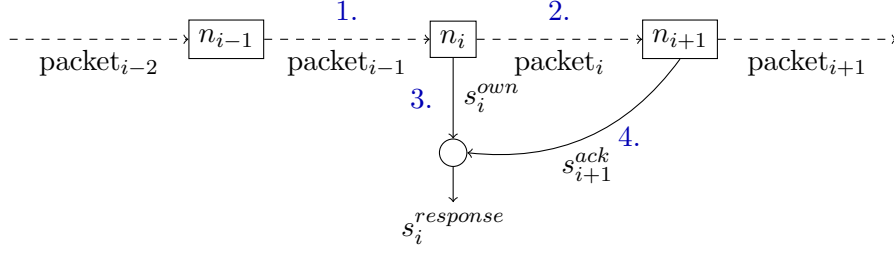 1. 2.
n_{i−1} n_i n_{i+1}
packet_{i−2} packet_{i−1} packet_i packet_{i+1}
3. s_i^{own}
4.
s_{i+1}^{ack}
s_i^{response}